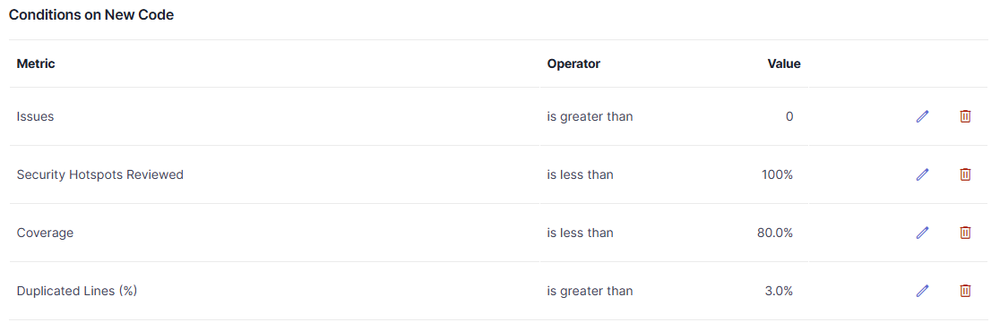 Conditions on New Code
Metric Operator Value
Issues is greater than 0
Security Hotspots Reviewed is less than 100%
Coverage is less than 80.0%
Duplicated Lines (%) is greater than 3.0%